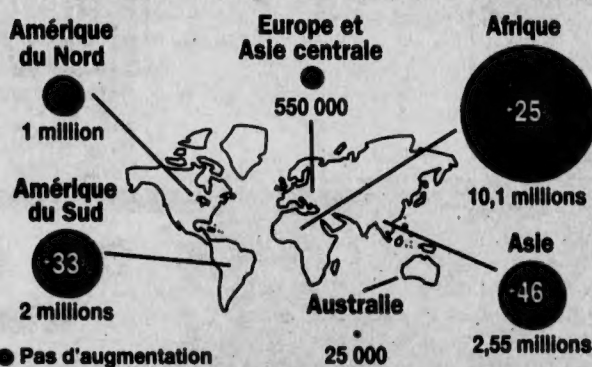 Amérique
du Nord
1 million
Europe et
Asie centrale
550 000
Afrique
-25
10,1 millions
Amérique
du Sud
-33
2 millions
Australie
25 000
Asie
-46
2,55 millions
Pas d'augmentation